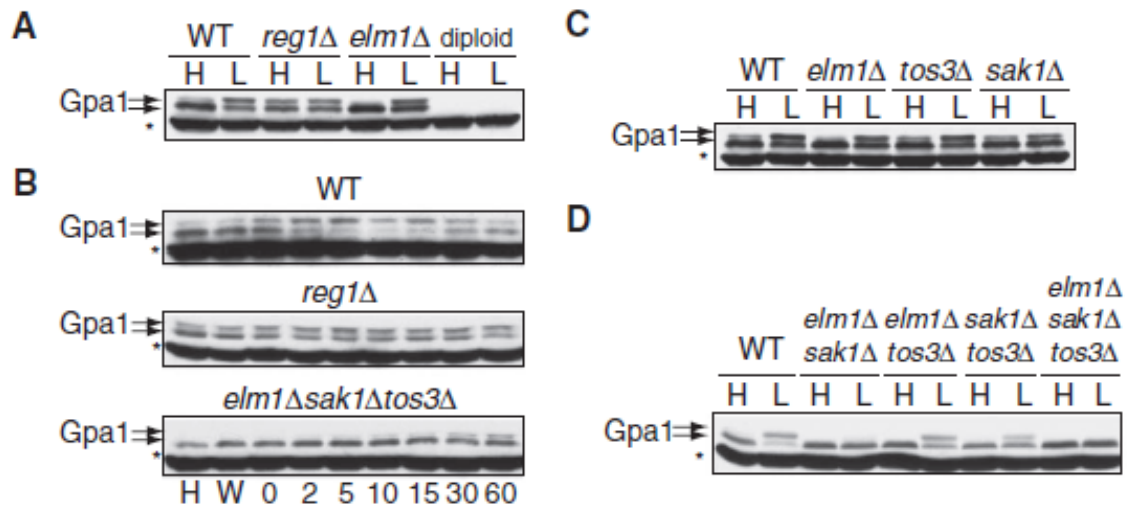 A
WT reg1Δ elm1Δ diploid
H L H L H L H L
Gpa1
*
B
WT
Gpa1
*
reg1Δ
Gpa1
*
elm1Δsak1Δtos3Δ
Gpa1
*
H W 0 2 5 10 15 30 60
C
WT elm1Δ tos3Δ sak1Δ
H L H L H L H L
Gpa1
*
D
elm1Δ
elm1Δ elm1Δ sak1Δ sak1Δ
WT sak1Δ tos3Δ tos3Δ tos3Δ
H L H L H L H L H L
Gpa1
*